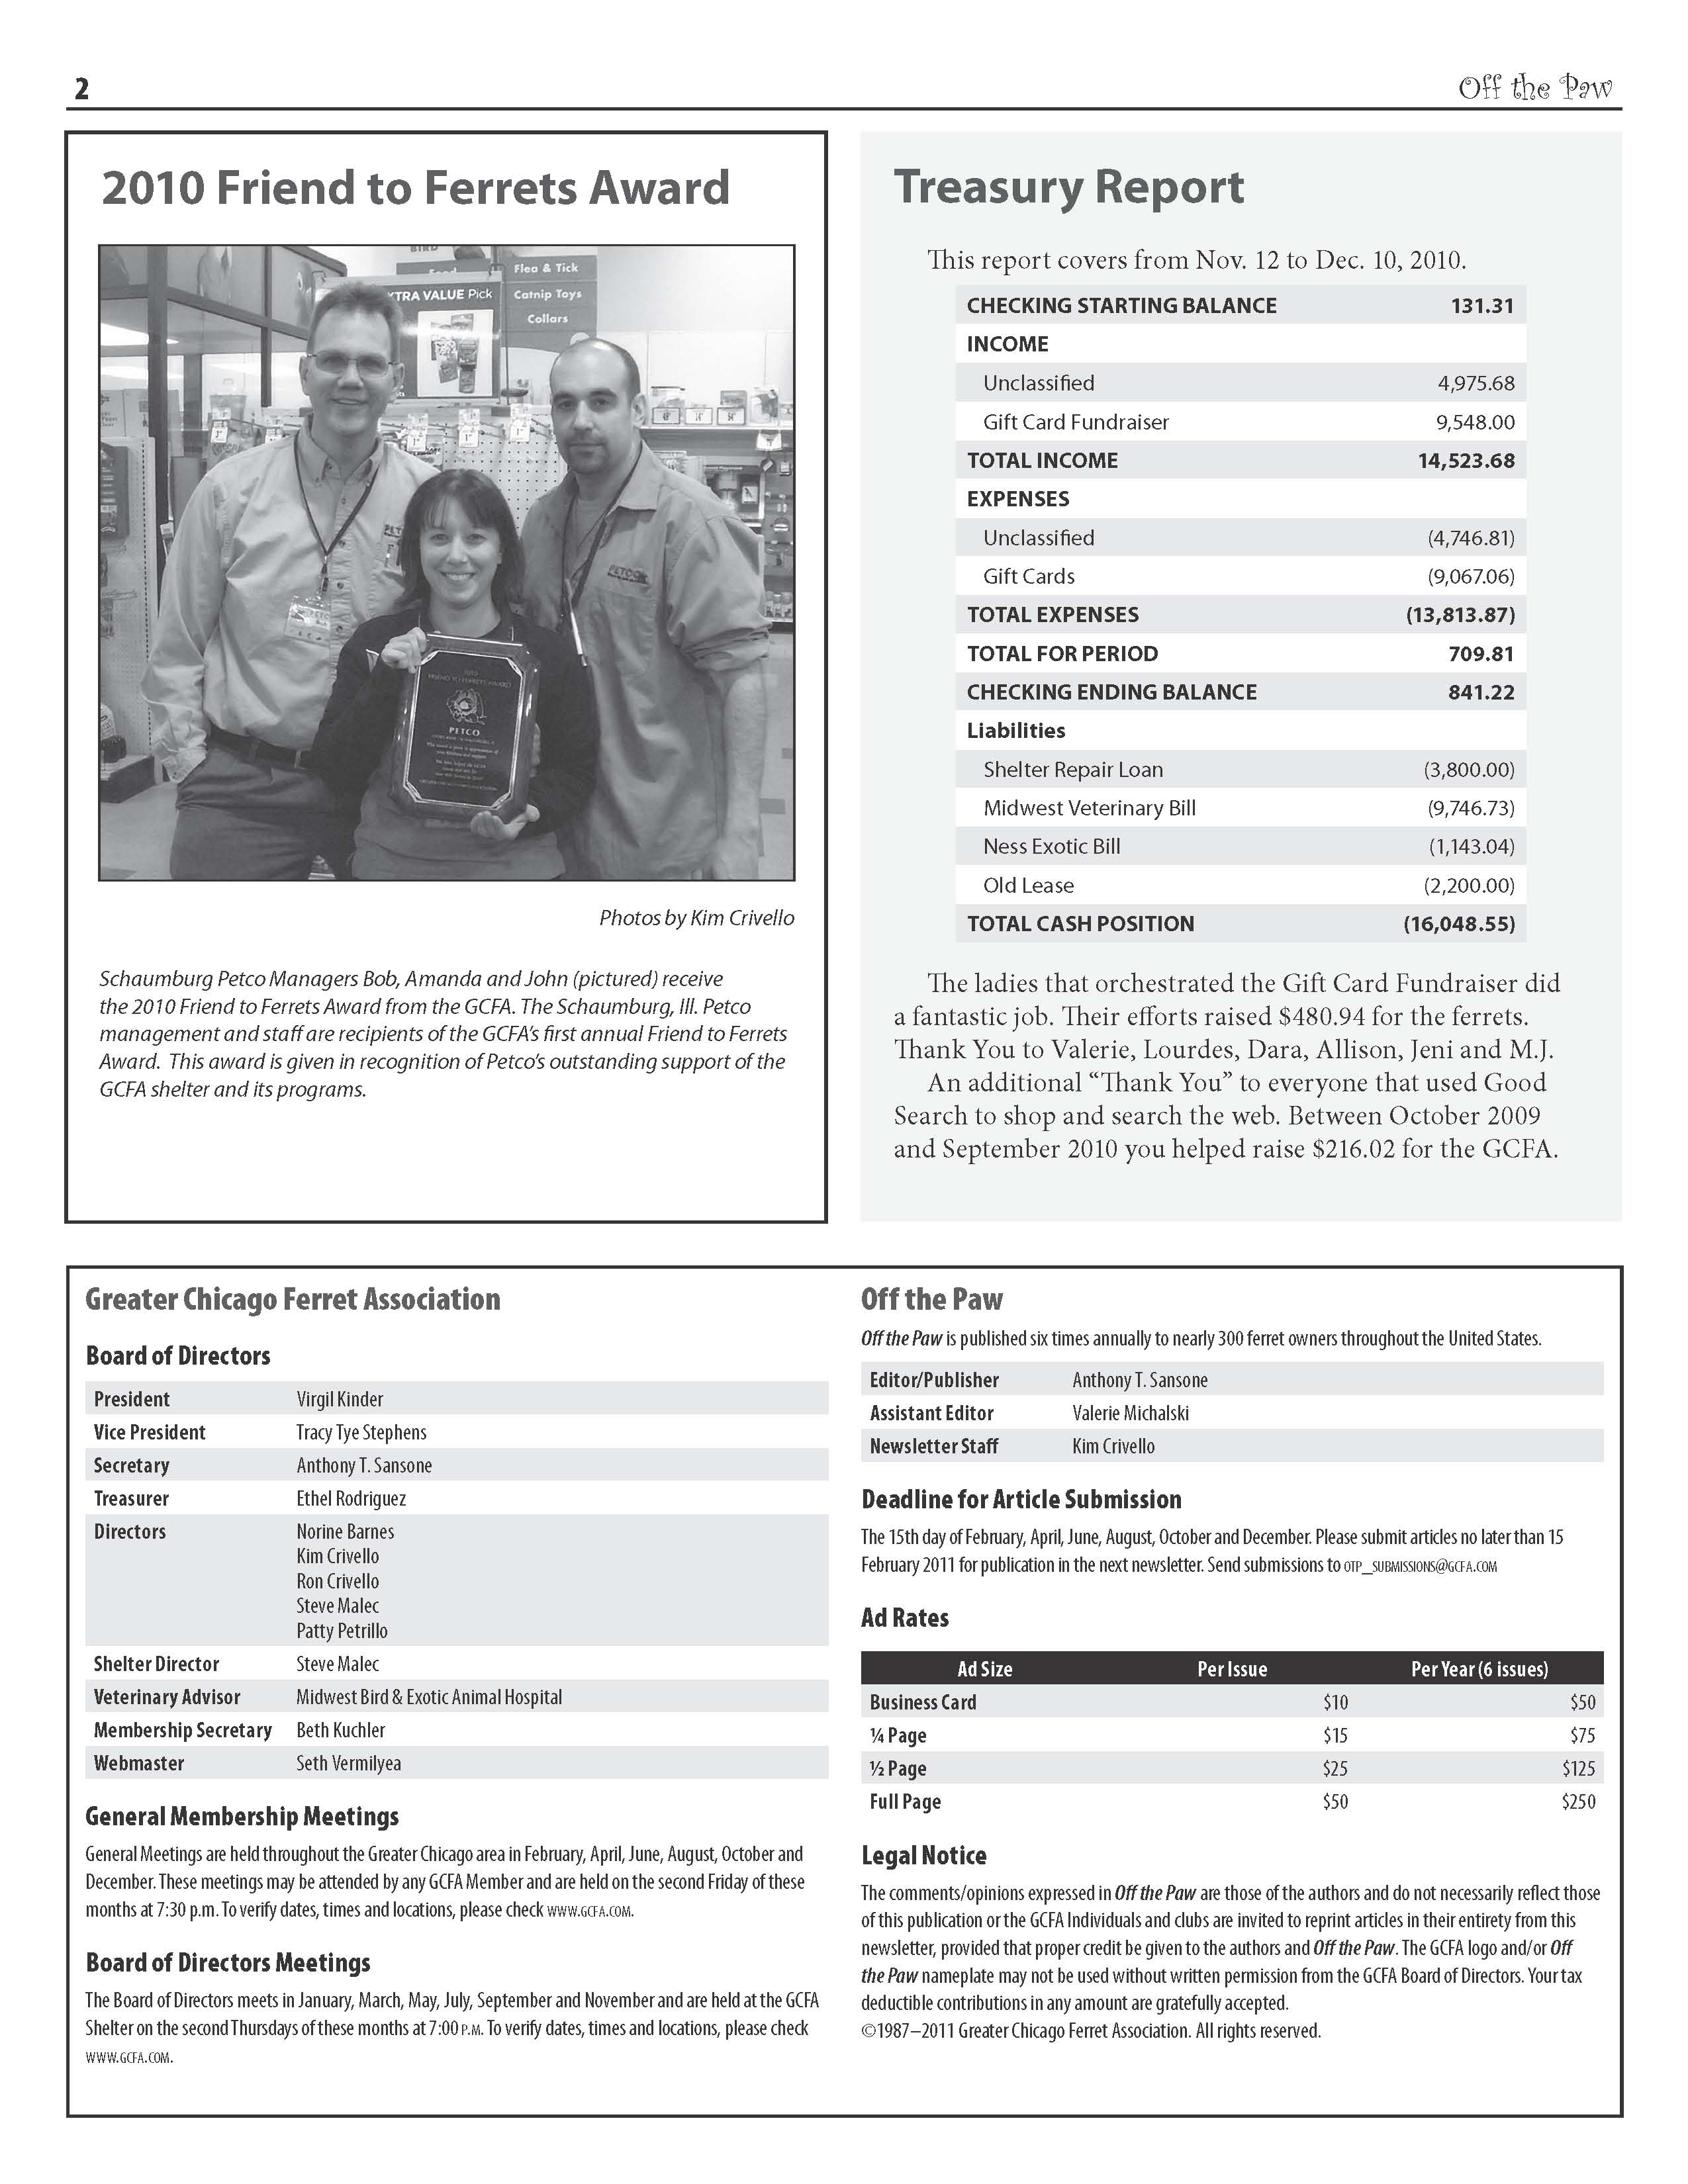 2
Off the Paw
2010 Friend to Ferrets Award
BIRD
Food
Flea & Tick
Catnip Toys
Collars
XTRA VALUE Pick
PETCO
PETCO
Photos by Kim Crivello
Schaumburg Petco Managers Bob, Amanda and John (pictured) receive
the 2010 Friend to Ferrets Award from the GCFA. The Schaumburg, Ill. Petco
management and staff are recipients of the GCFA's first annual Friend to Ferrets
Award.  This award is given in recognition of Petco's outstanding support of the
GCFA shelter and its programs.
Treasury Report
This report covers from Nov. 12 to Dec. 10, 2010.
CHECKING STARTING BALANCE 131.31
INCOME
Unclassified 4,975.68
Gift Card Fundraiser 9,548.00
TOTAL INCOME 14,523.68
EXPENSES
Unclassified (4,746.81)
Gift Cards (9,067.06)
TOTAL EXPENSES (13,813.87)
TOTAL FOR PERIOD 709.81
CHECKING ENDING BALANCE 841.22
Liabilities
Shelter Repair Loan (3,800.00)
Midwest Veterinary Bill (9,746.73)
Ness Exotic Bill (1,143.04)
Old Lease (2,200.00)
TOTAL CASH POSITION (16,048.55)
The ladies that orchestrated the Gift Card Fundraiser did
a fantastic job. Their efforts raised $480.94 for the ferrets.
Thank You to Valerie, Lourdes, Dara, Allison, Jeni and M.J.
An additional “Thank You” to everyone that used Good
Search to shop and search the web. Between October 2009
and September 2010 you helped raise $216.02 for the GCFA.
Greater Chicago Ferret Association
Board of Directors
President Virgil Kinder
Vice President Tracy Tye Stephens
Secretary Anthony T. Sansone
Treasurer Ethel Rodriguez
Directors Norine Barnes
Kim Crivello
Ron Crivello
Steve Malec
Patty Petrillo
Shelter Director Steve Malec
Veterinary Advisor Midwest Bird & Exotic Animal Hospital
Membership Secretary Beth Kuchler
Webmaster Seth Vermilyea
General Membership Meetings
General Meetings are held throughout the Greater Chicago area in February, April, June, August, October and
December. These meetings may be attended by any GCFA Member and are held on the second Friday of these
months at 7:30 p.m. To verify dates, times and locations, please check WWW.GCFA.COM.
Board of Directors Meetings
The Board of Directors meets in January, March, May, July, September and November and are held at the GCFA
Shelter on the second Thursdays of these months at 7:00 P.M. To verify dates, times and locations, please check
WWW.GCFA.COM.
Off the Paw
Off the Paw is published six times annually to nearly 300 ferret owners throughout the United States.
Editor/Publisher Anthony T. Sansone
Assistant Editor Valerie Michalski
Newsletter Staff Kim Crivello
Deadline for Article Submission
The 15th day of February, April, June, August, October and December. Please submit articles no later than 15
February 2011 for publication in the next newsletter. Send submissions to OTP_SUBMISSIONS@GCFA.COM
Ad Rates
Ad Size Per Issue Per Year (6 issues)
Business Card $10 $50
¼ Page $15 $75
½ Page $25 $125
Full Page $50 $250
Legal Notice
The comments/opinions expressed in Off the Paw are those of the authors and do not necessarily reflect those
of this publication or the GCFA Individuals and clubs are invited to reprint articles in their entirety from this
newsletter, provided that proper credit be given to the authors and Off the Paw. The GCFA logo and/or Off
the Paw nameplate may not be used without written permission from the GCFA Board of Directors. Your tax
deductible contributions in any amount are gratefully accepted.
©1987–2011 Greater Chicago Ferret Association. All rights reserved.